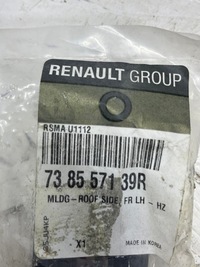 RENAULT GROUP
RSMA U1112
73 85 571 39R
MLDG-ROOF SIDE, FR LH - HZ
X1
MADE IN KOREA